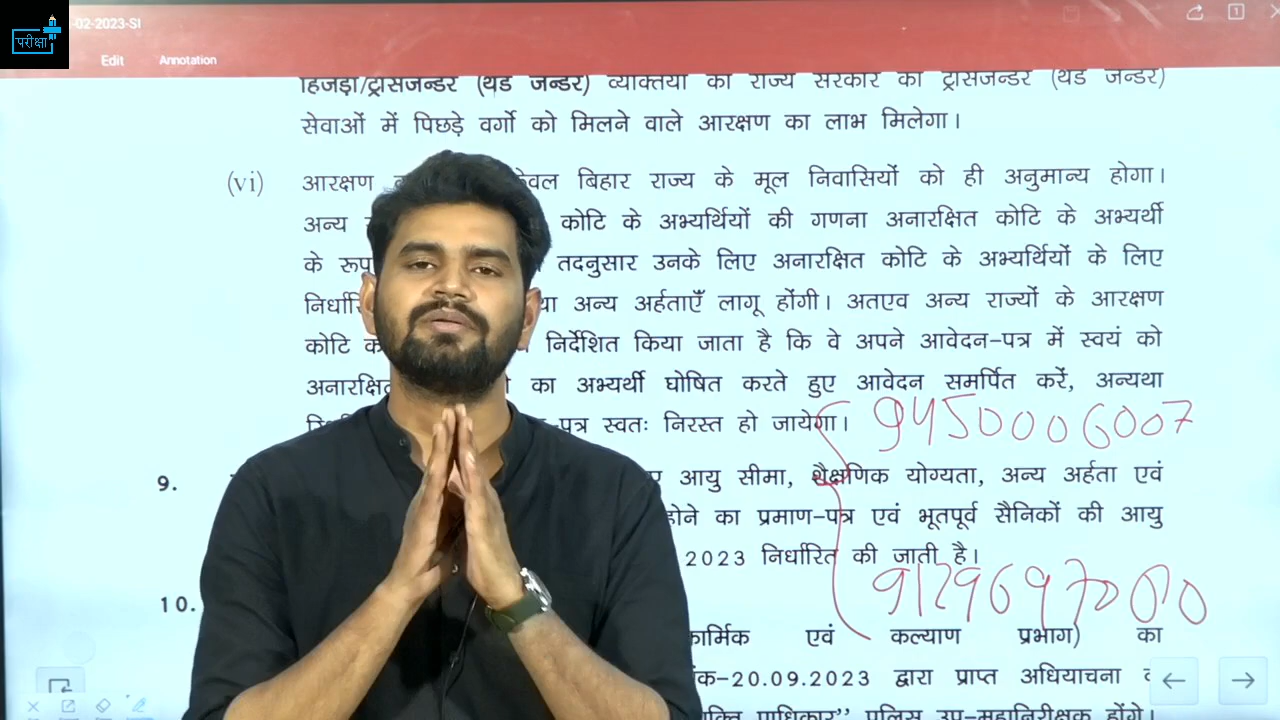 -02-2023-SI
परीक्षा
Edit Annotation
हिजड़ा/ट्रांसजेन्डर (थर्ड जेन्डर) व्यक्तियों को राज्य सरकार की ट्रांसजेन्डर (थर्ड जेन्डर)
सेवाओं में पिछड़े वर्गो को मिलने वाले आरक्षण का लाभ मिलेगा।
(vi) आरक्षण केवल बिहार राज्य के मूल निवासियों को ही अनुमान्य होगा।
अन्य कोटि के अभ्यर्थियों की गणना अनारक्षित कोटि के अभ्यर्थी
के रूप तदनुसार उनके लिए अनारक्षित कोटि के अभ्यर्थियों के लिए
अन्य अर्हताएँ लागू होंगी। अतएव अन्य राज्यों के आरक्षण
कोटि निर्देशित किया जाता है कि वे अपने आवेदन-पत्र में स्वयं को
का अभ्यर्थी घोषित करते हुए आवेदन समर्पित करें, अन्यथा
-पत्र स्वतः निरस्त हो जायेगा।
9450006007
9. आयु सीमा, शैक्षणिक योग्यता, अन्य अर्हता एवं
होने का प्रमाण-पत्र एवं भूतपूर्व सैनिकों की आयु
2023 निर्धारित की जाती है।
10.
कार्मिक एवं कल्याण प्रभाग) का
-20.09.2023 द्वारा प्राप्त अधियाचना
पुलिस उप-महानिरीक्षक होंगे।